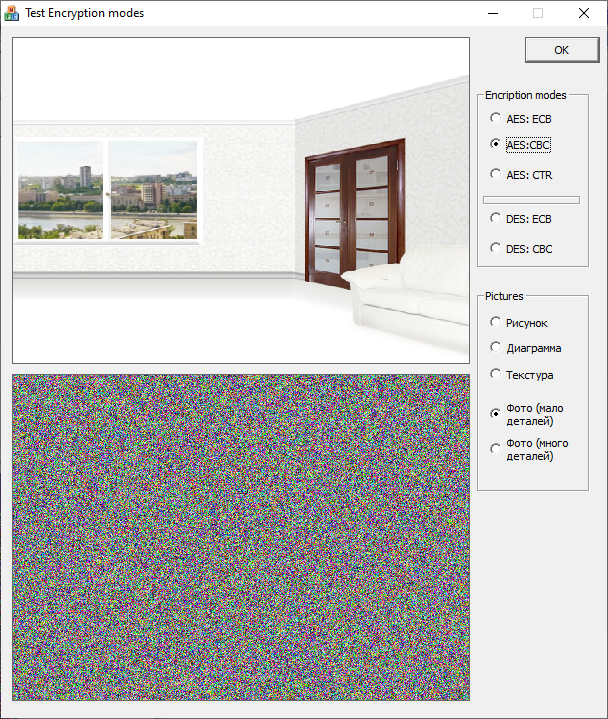 Test Encryption modes
OK
Encription modes
AES: ECB
AES:CBC
AES: CTR
DES: ECB
DES: CBC
Pictures
Рисунок
Диаграмма
Текстура
Фото (мало
деталей)
Фото (много
деталей)